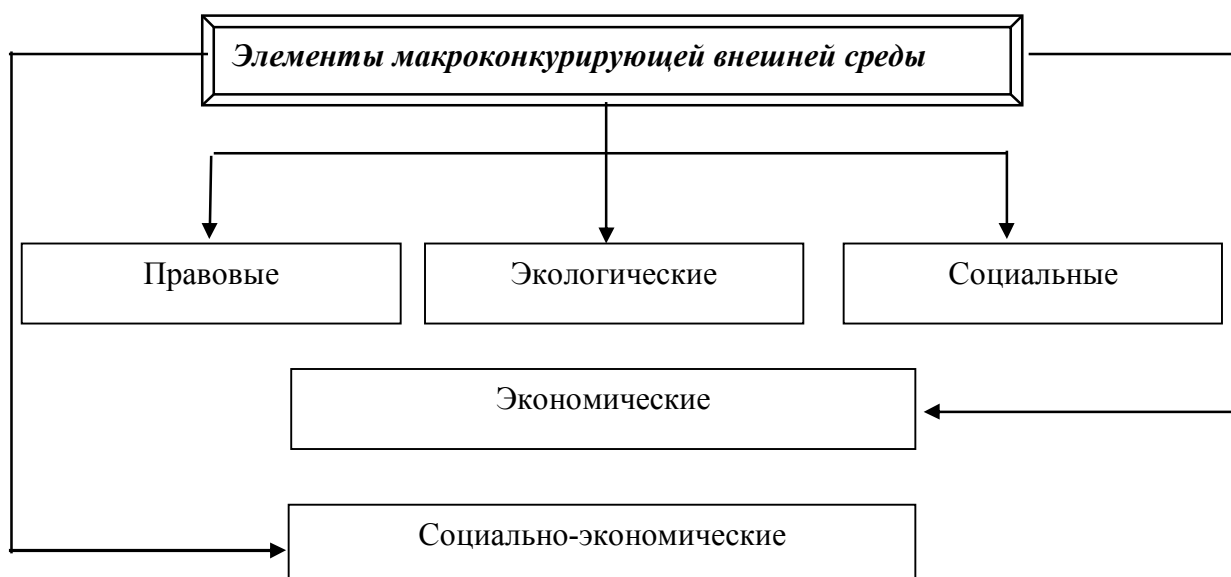 Элементы макроконкурирующей внешней среды
Правовые
Экологические
Социальные
Экономические
Социально-экономические